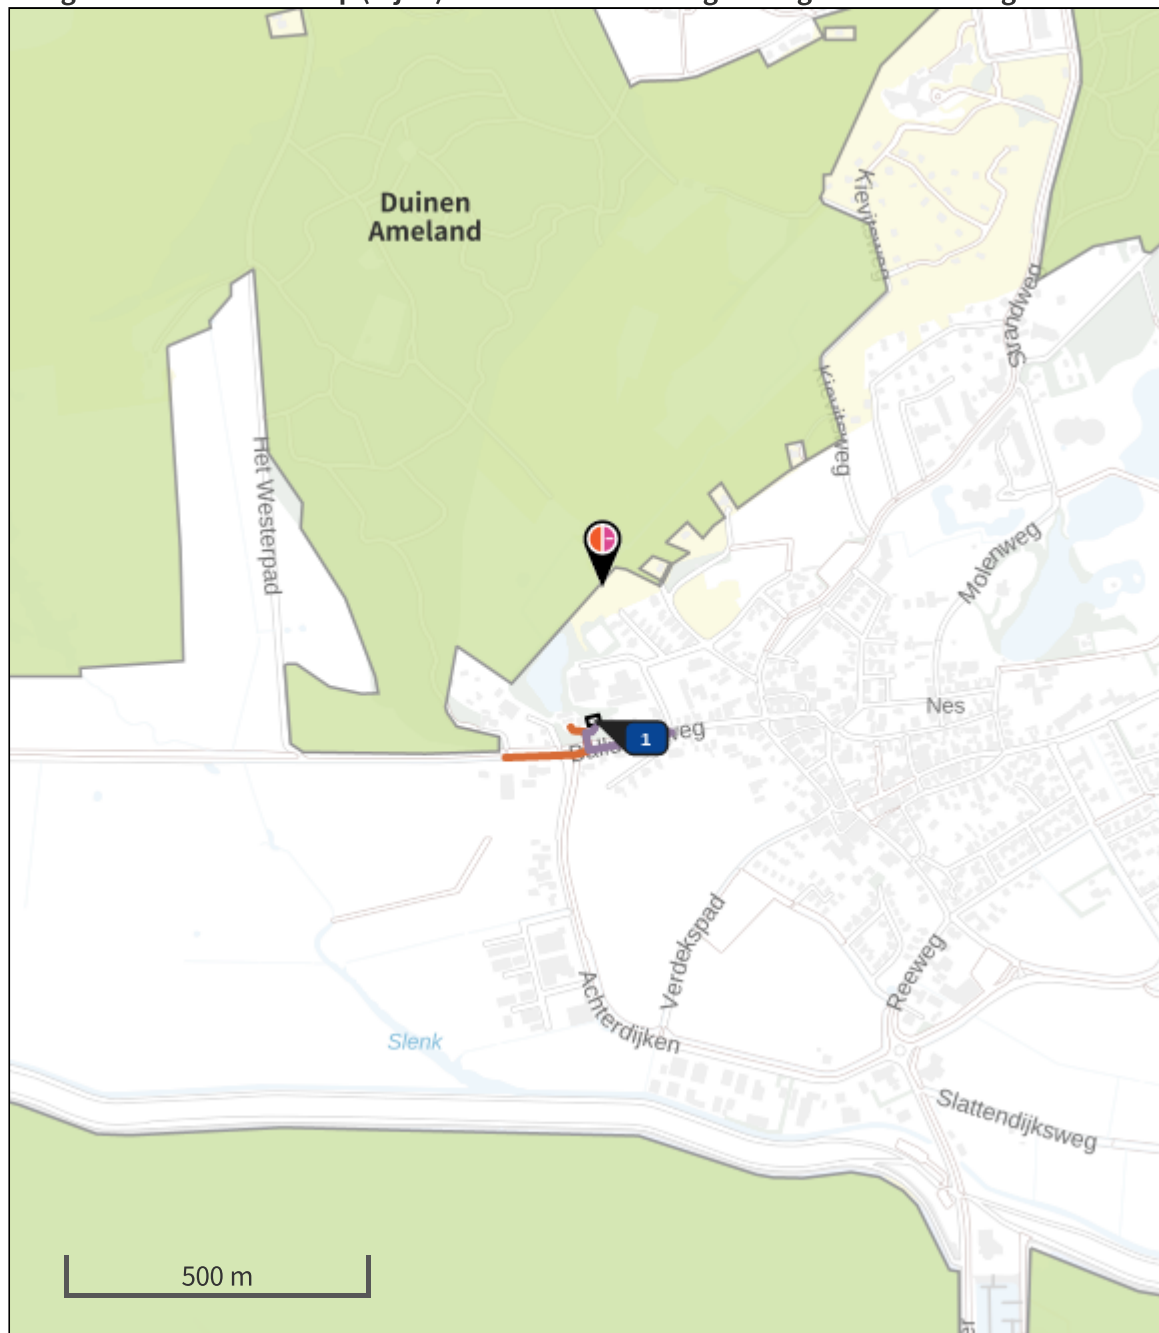 Duinen
Ameland
Kievitsweg
Strandweg
Kievitsweg
Het Westerpad
Molenweg
Nes
1
Verdekspad
Reeweg
Achterdijken
Slenk
Slattendijksweg
500 m